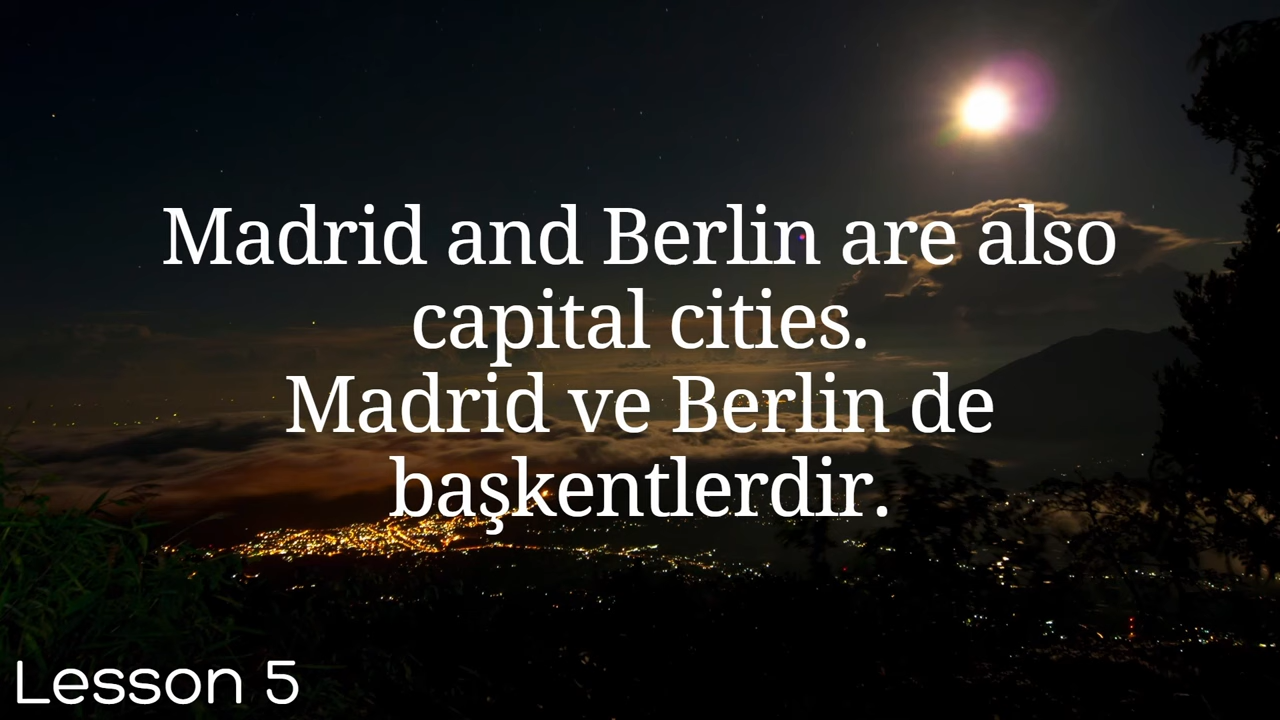 Madrid and Berlin are also
capital cities.
Madrid ve Berlin de
başkentlerdir.
Lesson 5